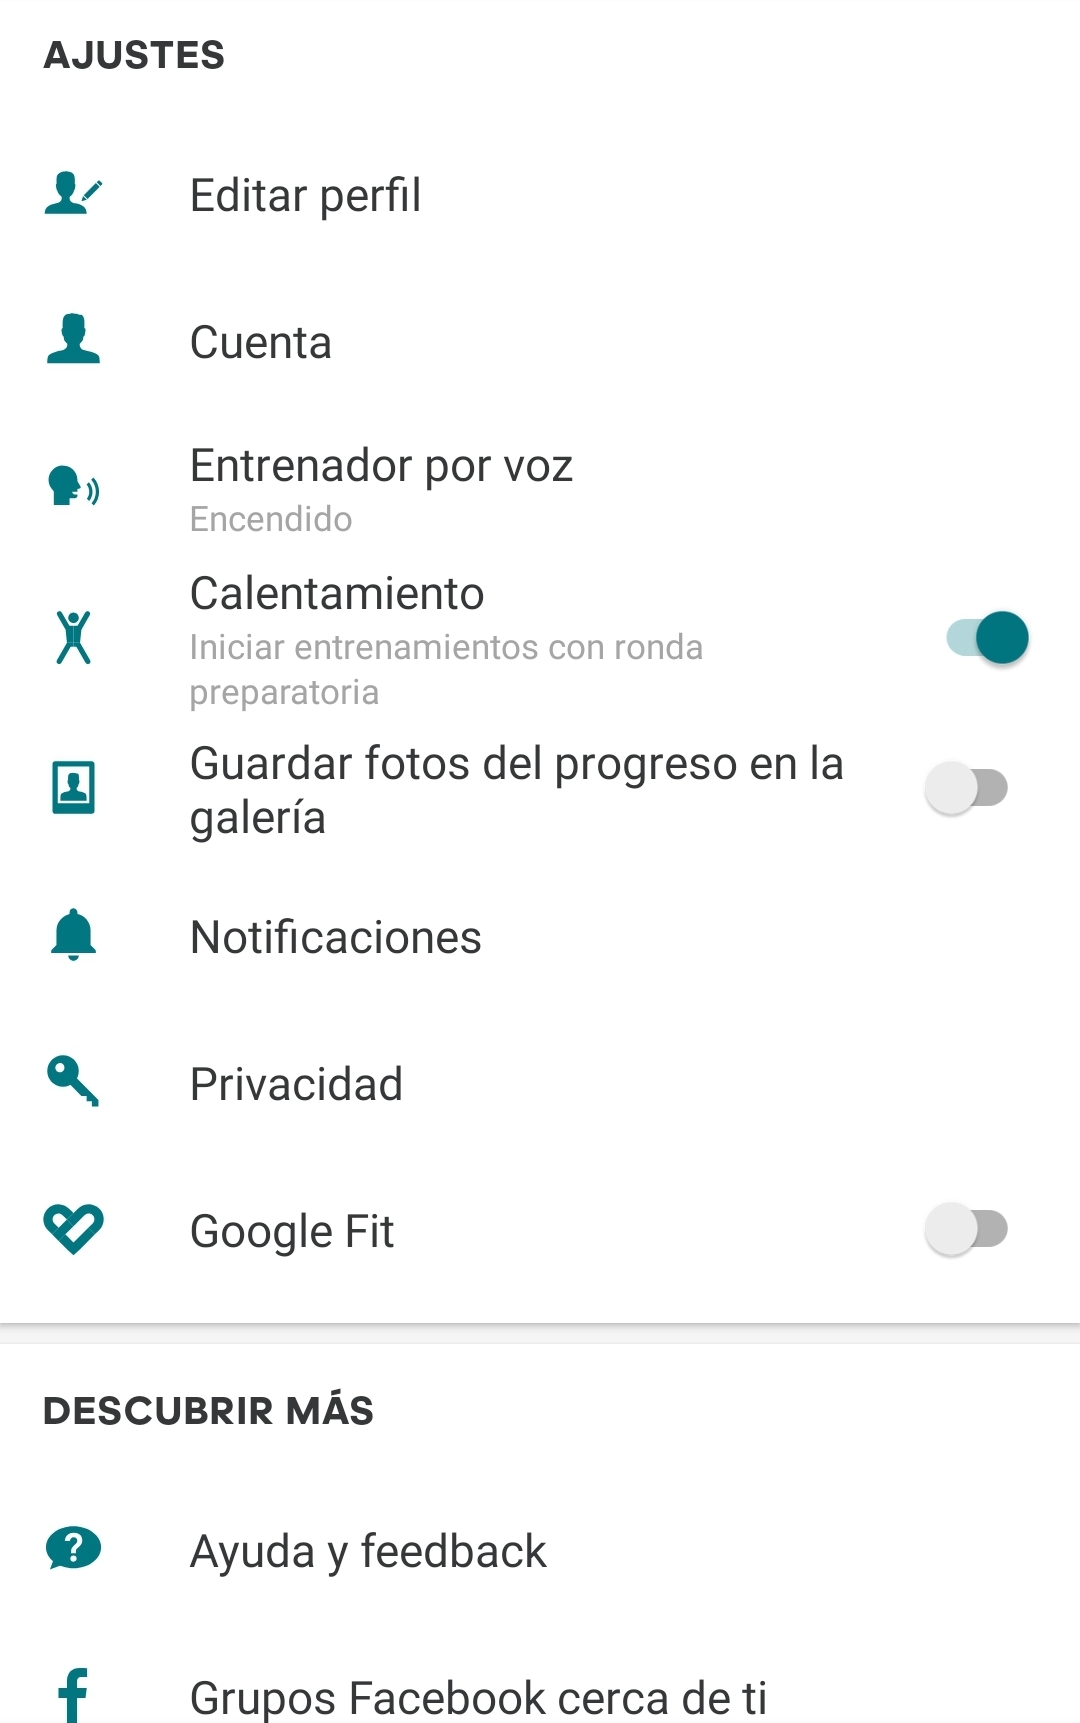 AJUSTES
Editar perfil
Cuenta
Entrenador por voz
Encendido
Calentamiento
Iniciar entrenamientos con ronda
preparatoria
Guardar fotos del progreso en la
galería
Notificaciones
Privacidad
Google Fit
DESCUBRIR MÁS
Ayuda y feedback
Grupos Facebook cerca de ti